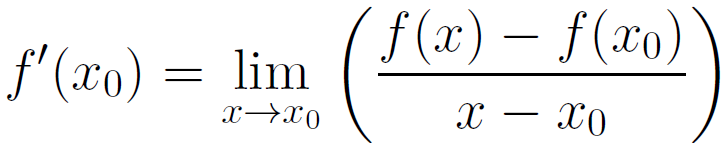 f′(x₀) = lim_{x→x₀} ( (f(x) − f(x₀)) / (x − x₀) )